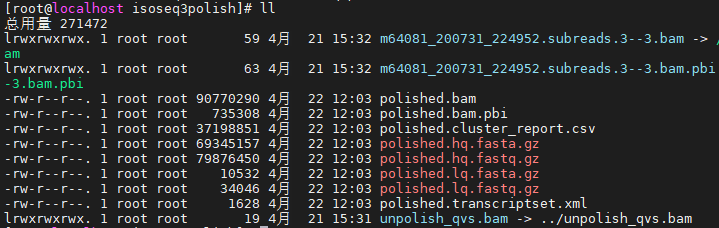 [root@localhost isoseq3polish]# ll
总用量 271472
lrwxrwxrwx. 1 root root       59 4月  21 15:32 m64081_200731_224952.subreads.3--3.bam -> /
am
lrwxrwxrwx. 1 root root       63 4月  21 15:32 m64081_200731_224952.subreads.3--3.bam.pbi
-3.bam.pbi
-rw-r--r--. 1 root root 90770290 4月  22 12:03 polished.bam
-rw-r--r--. 1 root root   735308 4月  22 12:03 polished.bam.pbi
-rw-r--r--. 1 root root 37198851 4月  22 12:03 polished.cluster_report.csv
-rw-r--r--. 1 root root 69345157 4月  22 12:03 polished.hq.fasta.gz
-rw-r--r--. 1 root root 79876450 4月  22 12:03 polished.hq.fastq.gz
-rw-r--r--. 1 root root    10532 4月  22 12:03 polished.lq.fasta.gz
-rw-r--r--. 1 root root    34046 4月  22 12:03 polished.lq.fastq.gz
-rw-r--r--. 1 root root     1628 4月  22 12:03 polished.transcriptset.xml
lrwxrwxrwx. 1 root root       19 4月  21 15:31 unpolish_qvs.bam -> ../unpolish_qvs.bam